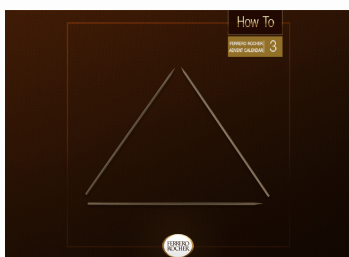 How To
FERRERO ROCHER
ADVENT CALENDAR
3
FERRERO
ROCHER